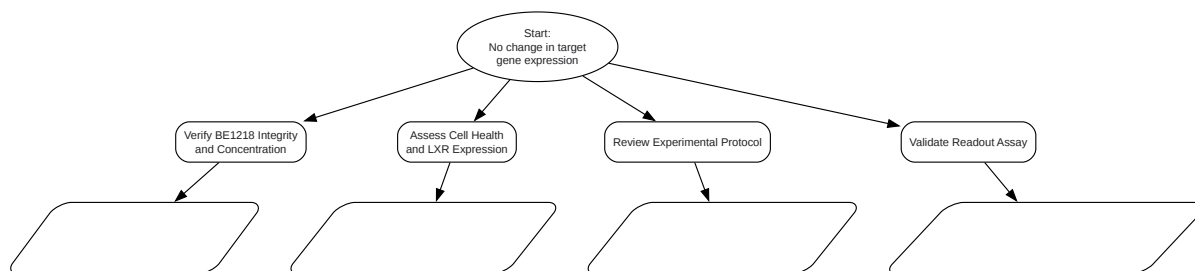 Start:
No change in target
gene expression
Verify BE1218 Integrity
and Concentration
Assess Cell Health
and LXR Expression
Review Experimental Protocol
Validate Readout Assay